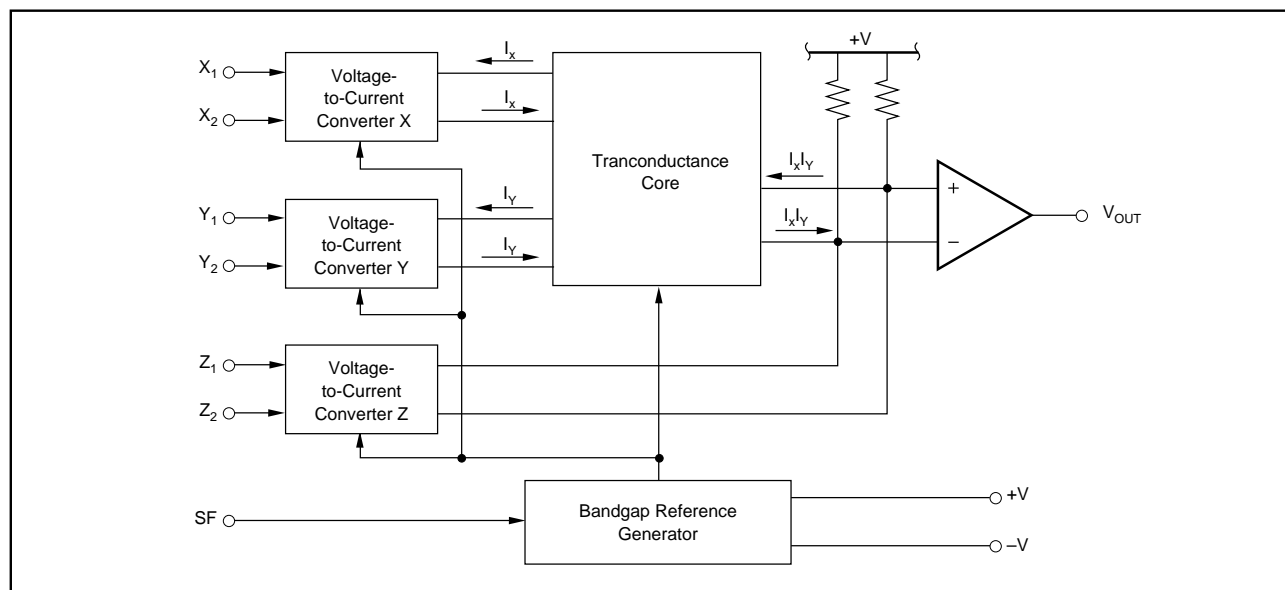 X1
X2
Voltage-
to-Current
Converter X
Ix
Ix
Y1
Y2
Voltage-
to-Current
Converter Y
IY
IY
Tranconductance
Core
+V
IxIY
IxIY
+
–
VOUT
Z1
Z2
Voltage-
to-Current
Converter Z
SF
Bandgap Reference
Generator
+V
–V